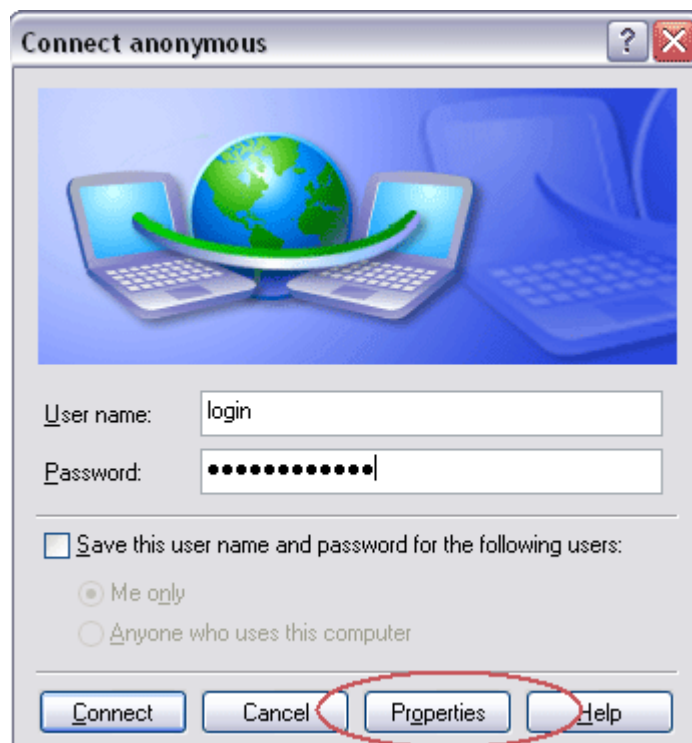 Connect anonymous
User name: login
Password: ●●●●●●●●●●●●
Save this user name and password for the following users:
Me only
Anyone who uses this computer
Connect Cancel Properties Help